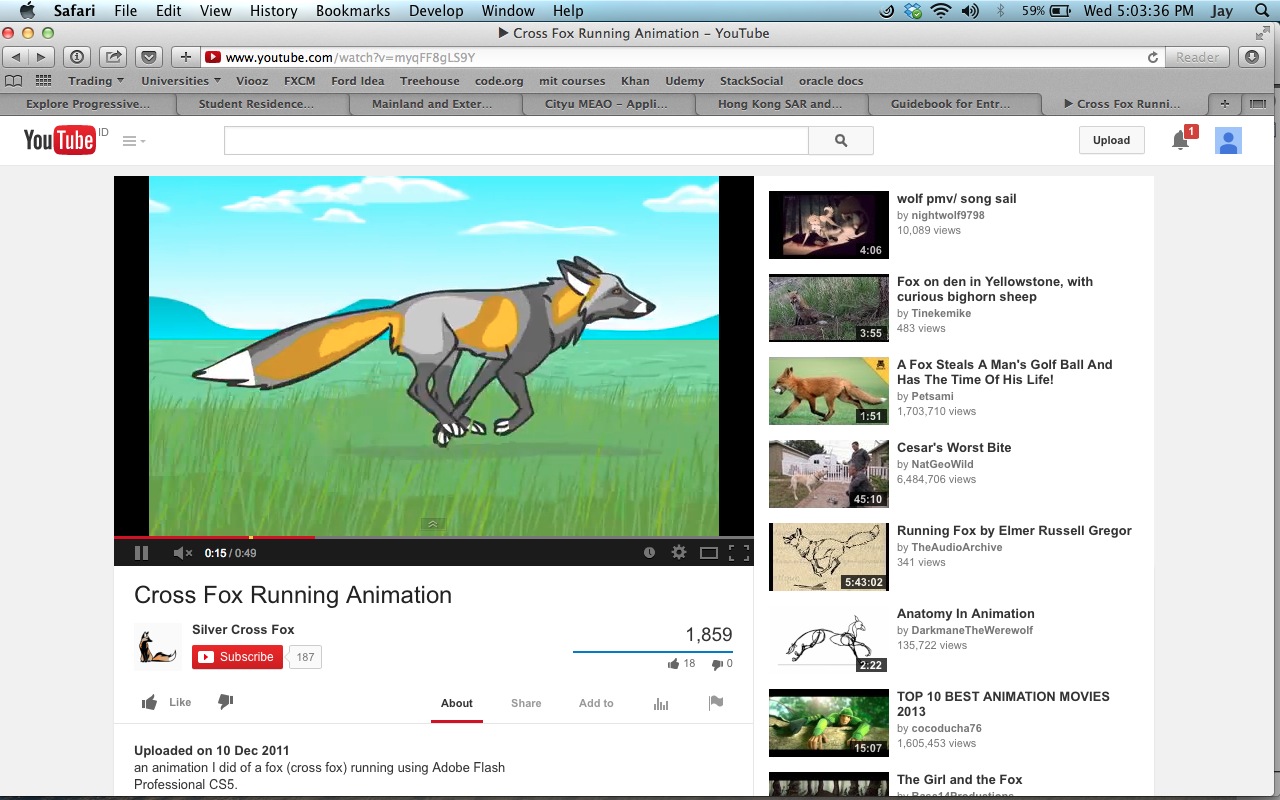 Safari File Edit View History Bookmarks Develop Window Help 59% Wed 5:03:36 PM Jay
▶ Cross Fox Running Animation – YouTube
www.youtube.com/watch?v=myqFF8gLS9Y Reader
Trading Universities Viooz FXCM Ford Idea Treehouse code.org mit courses Khan Udemy StackSocial oracle docs
Explore Progressive... Student Residence... Mainland and Exter... Cityu MEAO – Appli... Hong Kong SAR and... Guidebook for Entr... ▶ Cross Fox Runni...
YouTube ID Upload 1
0:15 / 0:49
Cross Fox Running Animation
Silver Cross Fox
Subscribe 187
1,859
18 0
Like About Share Add to
Uploaded on 10 Dec 2011
an animation I did of a fox (cross fox) running using Adobe Flash
Professional CS5.
4:06
wolf pmv/ song sail
by nightwolf9798
10,089 views
3:55
Fox on den in Yellowstone, with
curious bighorn sheep
by Tinekemike
483 views
1:51
A Fox Steals A Man's Golf Ball And
Has The Time Of His Life!
by Petsami
1,703,710 views
45:10
Cesar's Worst Bite
by NatGeoWild
6,484,706 views
5:43:02
Running Fox by Elmer Russell Gregor
by TheAudioArchive
341 views
2:22
Anatomy In Animation
by DarkmaneTheWerewolf
135,722 views
15:07
TOP 10 BEST ANIMATION MOVIES
2013
by cocoducha76
1,605,453 views
The Girl and the Fox